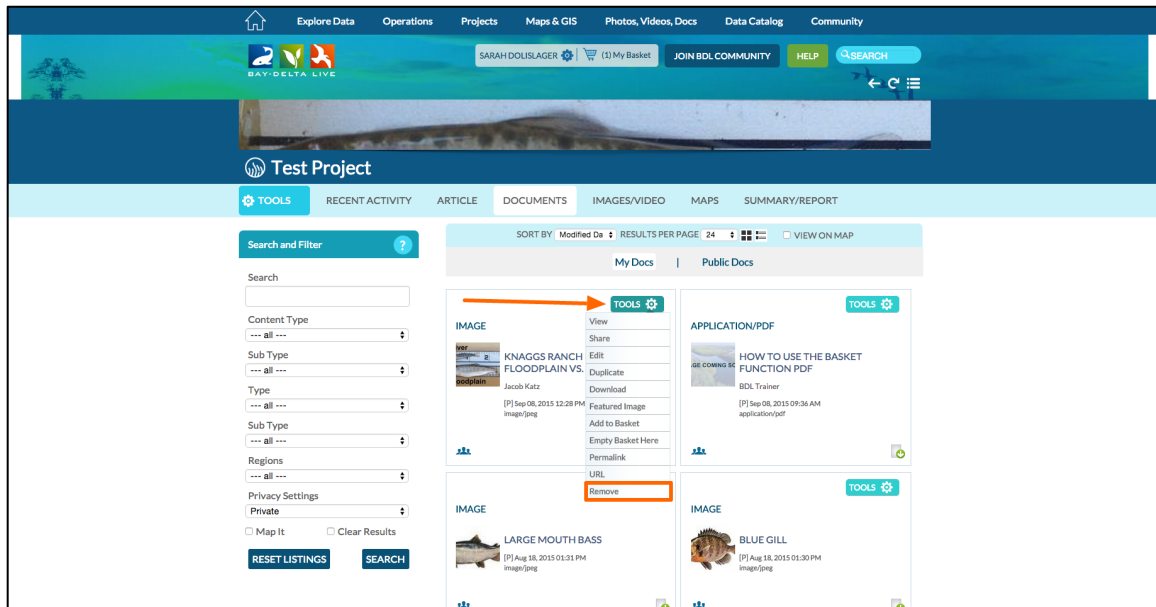 Explore Data Operations Projects Maps & GIS Photos, Videos, Docs Data Catalog Community
BAY-DELTA LIVE
SARAH DOLISLAGER (1) My Basket JOIN BDL COMMUNITY HELP SEARCH
Test Project
TOOLS RECENT ACTIVITY ARTICLE DOCUMENTS IMAGES/VIDEO MAPS SUMMARY/REPORT
Search and Filter ?
Search
Content Type
--- all ---
Sub Type
--- all ---
Type
--- all ---
Sub Type
--- all ---
Regions
--- all ---
Privacy Settings
Private
Map It Clear Results
RESET LISTINGS SEARCH
SORT BY Modified Da RESULTS PER PAGE 24 VIEW ON MAP
My Docs | Public Docs
TOOLS
IMAGE
iver
oodplain
KNAGGS RANCH
FLOODPLAIN VS.
Jacob Katz
[P] Sep 08, 2015 12:28 PM
image/jpeg
View
Share
Edit
Duplicate
Download
Featured Image
Add to Basket
Empty Basket Here
Permalink
URL
Remove
TOOLS
APPLICATION/PDF
GE COMING SO
HOW TO USE THE BASKET
FUNCTION PDF
BDL Trainer
[P] Sep 08, 2015 09:36 AM
application/pdf
IMAGE
LARGE MOUTH BASS
[P] Aug 18, 2015 01:31 PM
image/jpeg
TOOLS
IMAGE
BLUE GILL
[P] Aug 18, 2015 01:30 PM
image/jpeg